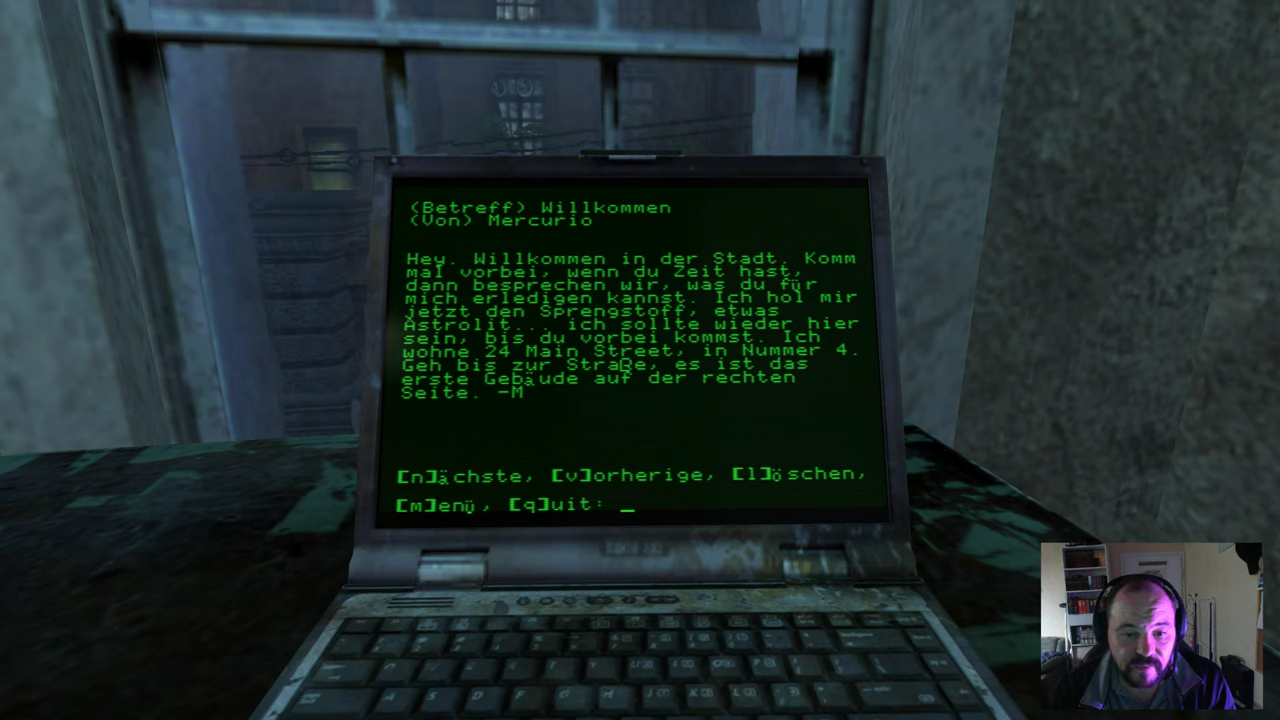 (Betreff) Willkommen
(Von) Mercurio
Hey. Willkommen in der Stadt. Komm
mal vorbei, wenn du Zeit hast,
dann besprechen wir, was du für
mich erledigen kannst. Ich hol mir
jetzt den Sprengstoff, etwas
Astrolit... ich sollte wieder hier
sein, bis du vorbei kommst. Ich
wohne 24 Main Street, in Nummer 4.
Geh bis zur Straße, es ist das
erste Gebäude auf der rechten
Seite. -M
[n]ächste, [v]orherige, [l]öschen,
[m]enü, [q]uit: _